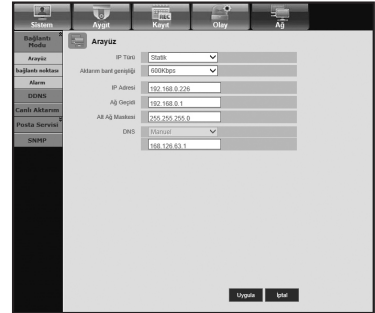 Sistem Aygıt Kayıt Olay Ağ
REC
Bağlantı
Modu
Arayüz
bağlantı noktası
Alarm
DDNS
Canlı Aktarım
Posta Servisi
SNMP
Arayüz
IP Türü Statik
Aktarım bant genişliği 600Kbps
IP Adresi 192.168.0.226
Ağ Geçidi 192.168.0.1
Alt Ağ Maskesi 255.255.255.0
DNS Manuel
168.126.63.1
Uygula İptal